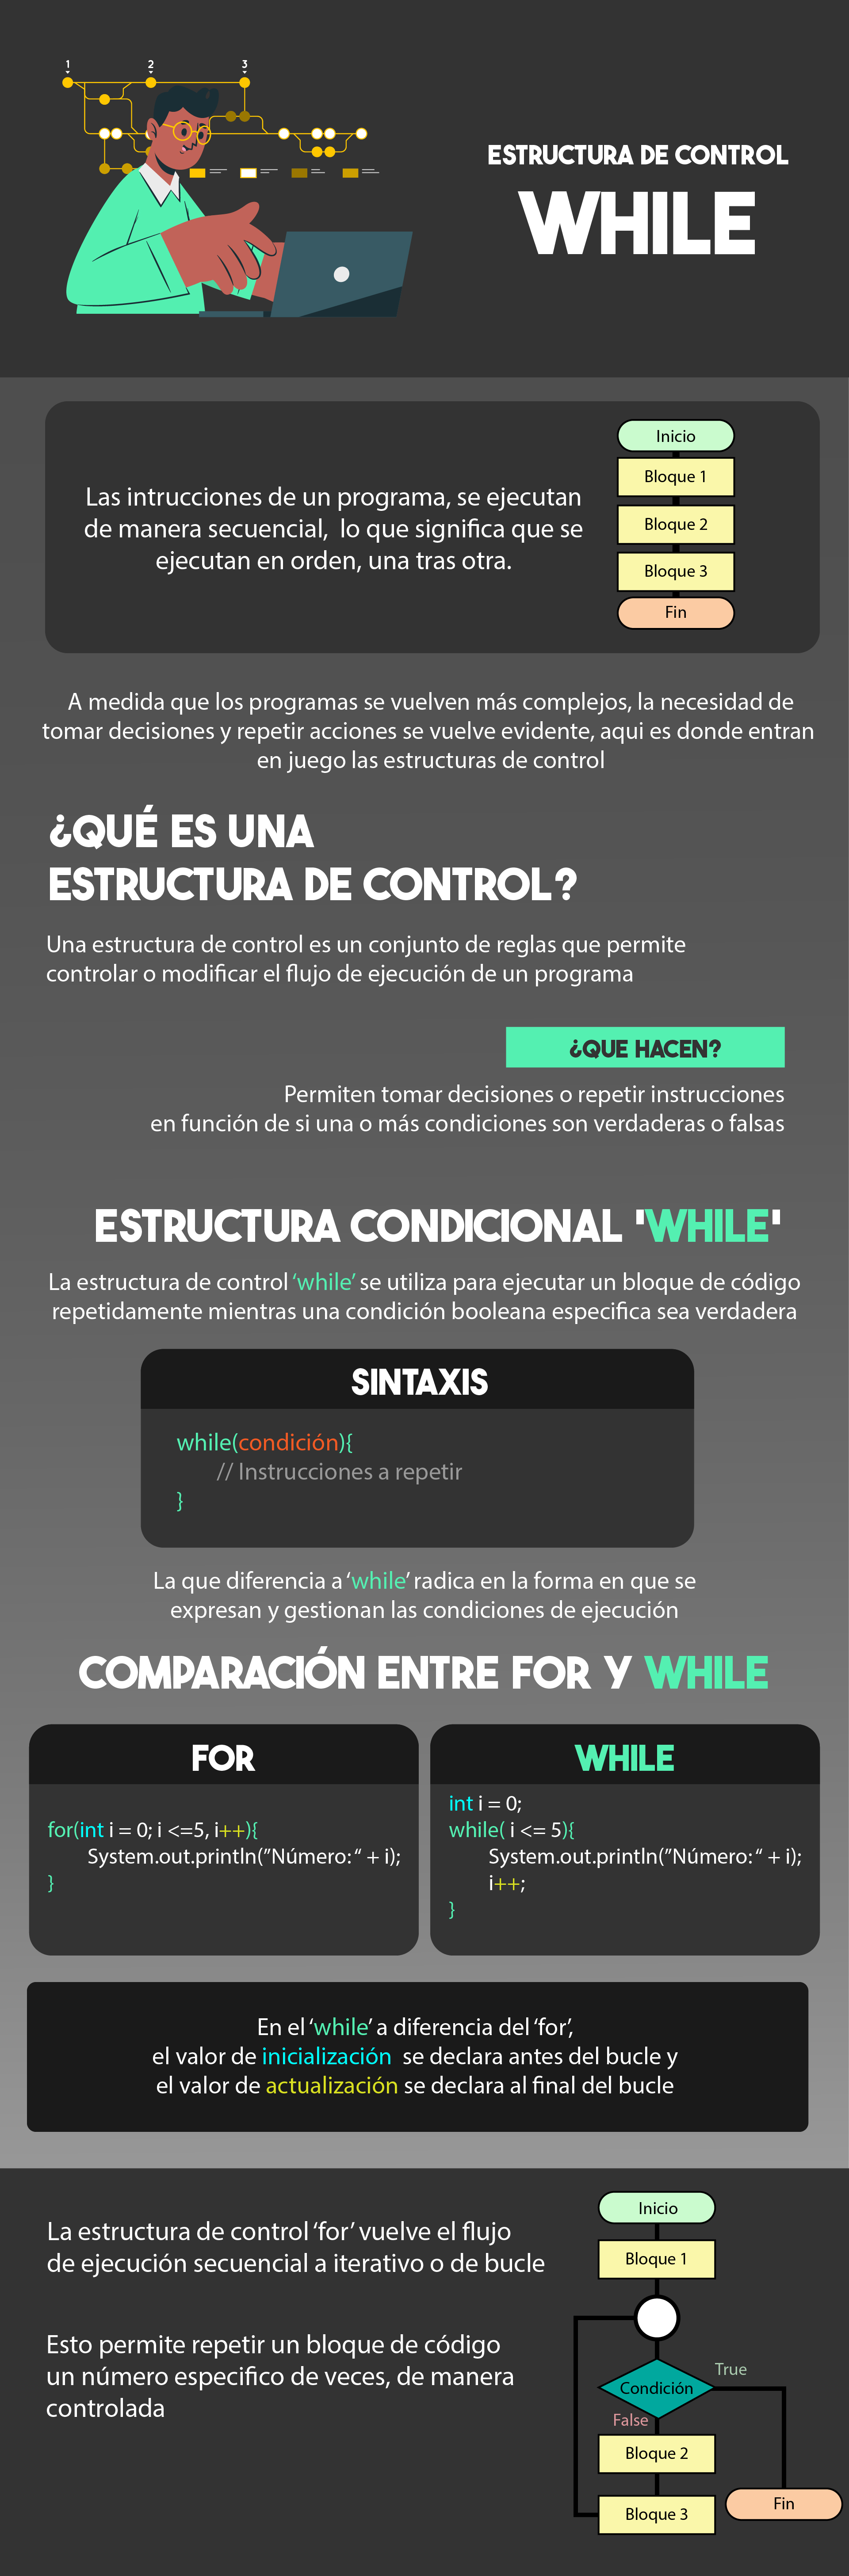 1 2 3
ESTRUCTURA DE CONTROL
WHILE
Las intrucciones de un programa, se ejecutan
de manera secuencial, lo que significa que se
ejecutan en orden, una tras otra.
Inicio
Bloque 1
Bloque 2
Bloque 3
Fin
A medida que los programas se vuelven más complejos, la necesidad de
tomar decisiones y repetir acciones se vuelve evidente, aqui es donde entran
en juego las estructuras de control
¿QUÉ ES UNA
ESTRUCTURA DE CONTROL?
Una estructura de control es un conjunto de reglas que permite
controlar o modificar el flujo de ejecución de un programa
¿QUE HACEN?
Permiten tomar decisiones o repetir instrucciones
en función de si una o más condiciones son verdaderas o falsas
ESTRUCTURA CONDICIONAL 'WHILE'
La estructura de control ‘while’ se utiliza para ejecutar un bloque de código
repetidamente mientras una condición booleana especifica sea verdadera
SINTAXIS
while(condición){
// Instrucciones a repetir
}
La que diferencia a ‘while’ radica en la forma en que se
expresan y gestionan las condiciones de ejecución
COMPARACIÓN ENTRE FOR Y WHILE
FOR
for(int i = 0; i <=5, i++){
System.out.println(”Número: “ + i);
}
WHILE
int i = 0;
while( i <= 5){
System.out.println(”Número: “ + i);
i++;
}
En el ‘while’ a diferencia del ‘for’,
el valor de inicialización se declara antes del bucle y
el valor de actualización se declara al final del bucle
La estructura de control ‘for’ vuelve el flujo
de ejecución secuencial a iterativo o de bucle
Esto permite repetir un bloque de código
un número especifico de veces, de manera
controlada
Inicio
Bloque 1
True
Condición
False
Bloque 2
Fin
Bloque 3